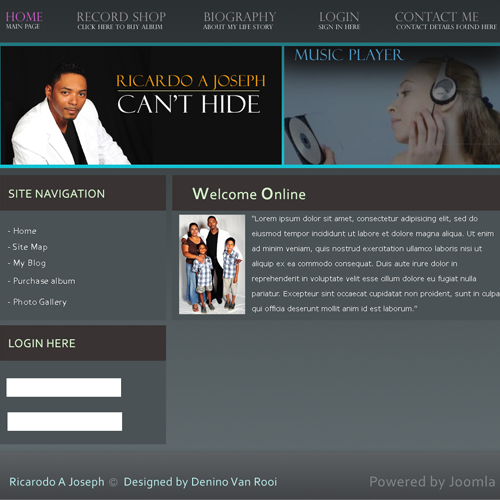 HOME RECORD SHOP BIOGRAPHY LOGIN CONTACT ME
MAIN PAGE CLICK HERE TO BUY ALBUM ABOUT MY LIFE STORY SIGN IN HERE CONTACT DETAILS FOUND HERE
MUSIC PLAYER
RICARDO A JOSEPH
CAN'T HIDE
SITE NAVIGATION
- Home
- Site Map
- My Blog
- Purchase album
- Photo Gallery
LOGIN HERE
Welcome Online
"Lorem ipsum dolor sit amet, consectetur adipisicing elit, sed do
eiusmod tempor incididunt ut labore et dolore magna aliqua. Ut enim
ad minim veniam, quis nostrud exercitation ullamco laboris nisi ut
aliquip ex ea commodo consequat. Duis aute irure dolor in
reprehenderit in voluptate velit esse cillum dolore eu fugiat nulla
pariatur. Excepteur sint occaecat cupidatat non proident, sunt in culpa
qui officia deserunt mollit anim id est laborum."
Ricarodo A Joseph © Designed by Denino Van Rooi
Powered by Joomla